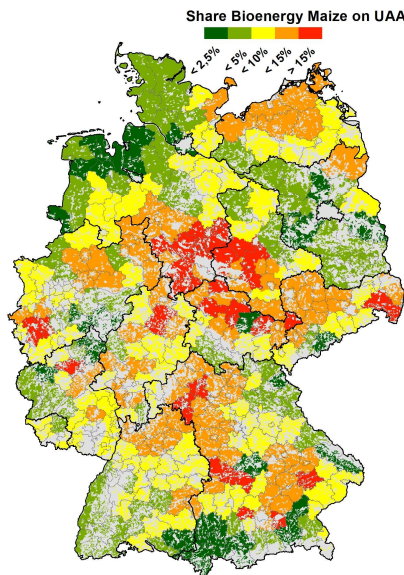 Share Bioenergy Maize on UAA
< 2,5% < 5% < 10% < 15% > 15%